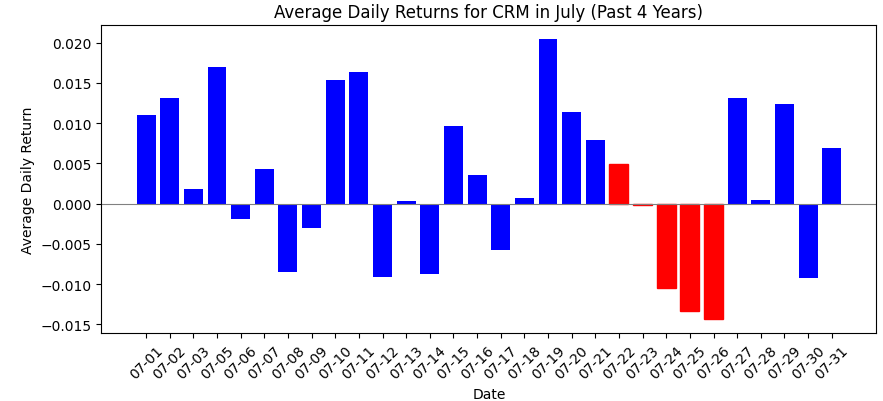 Average Daily Returns for CRM in July (Past 4 Years)
0.020
0.015
0.010
0.005
0.000
−0.005
−0.010
−0.015
Average Daily Return
07-01 07-02 07-03 07-05 07-06 07-07 07-08 07-09 07-10 07-11 07-12 07-13 07-14 07-15 07-16 07-17 07-18 07-19 07-20 07-21 07-22 07-23 07-24 07-25 07-26 07-27 07-28 07-29 07-30 07-31
Date